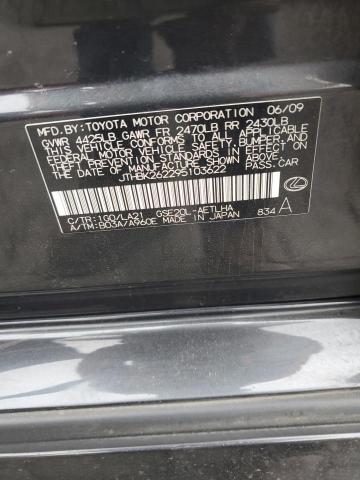 MFD.BY:TOYOTA MOTOR CORPORATION 06/09
GVWR 4425LB GAWR FR 2470LB RR 2430LB
THIS VEHICLE CONFORMS TO ALL APPLICABLE
FEDERAL MOTOR VEHICLE SAFETY, BUMPER, AND
THEFT PREVENTION STANDARDS IN EFFECT ON
THE DATE OF MANUFACTURE SHOWN ABOVE.
JTHBK262295103622 PASS. CAR
C/TR:1G0/LA21 GSE20L-AETLHA
A/TM:B03A/A960E MADE IN JAPAN 834 A